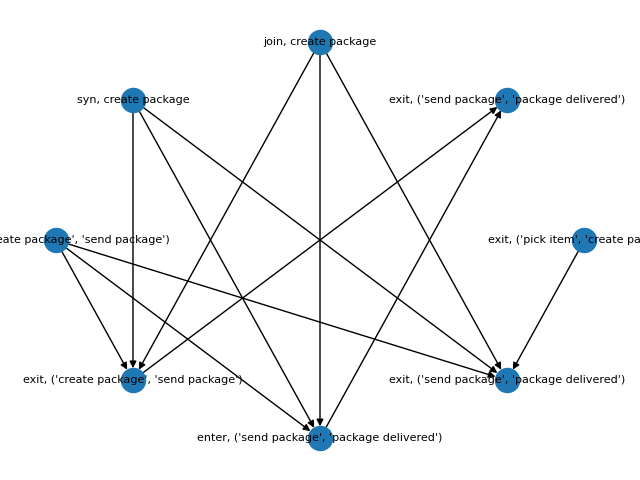 join, create package
syn, create package
exit, ('send package', 'package delivered')
eate package', 'send package')
exit, ('pick item', 'create pa
exit, ('create package', 'send package')
exit, ('send package', 'package delivered')
enter, ('send package', 'package delivered')